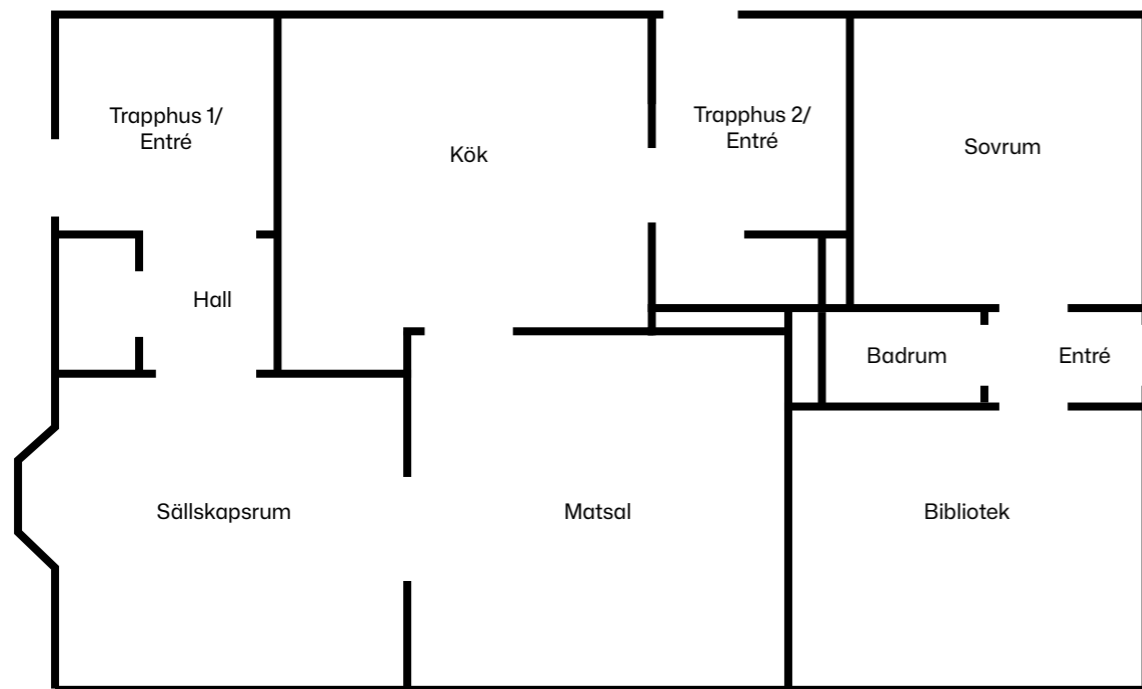 Trapphus 1/
Entré
Kök
Trapphus 2/
Entré
Sovrum
Hall
Badrum
Entré
Sällskapsrum
Matsal
Bibliotek